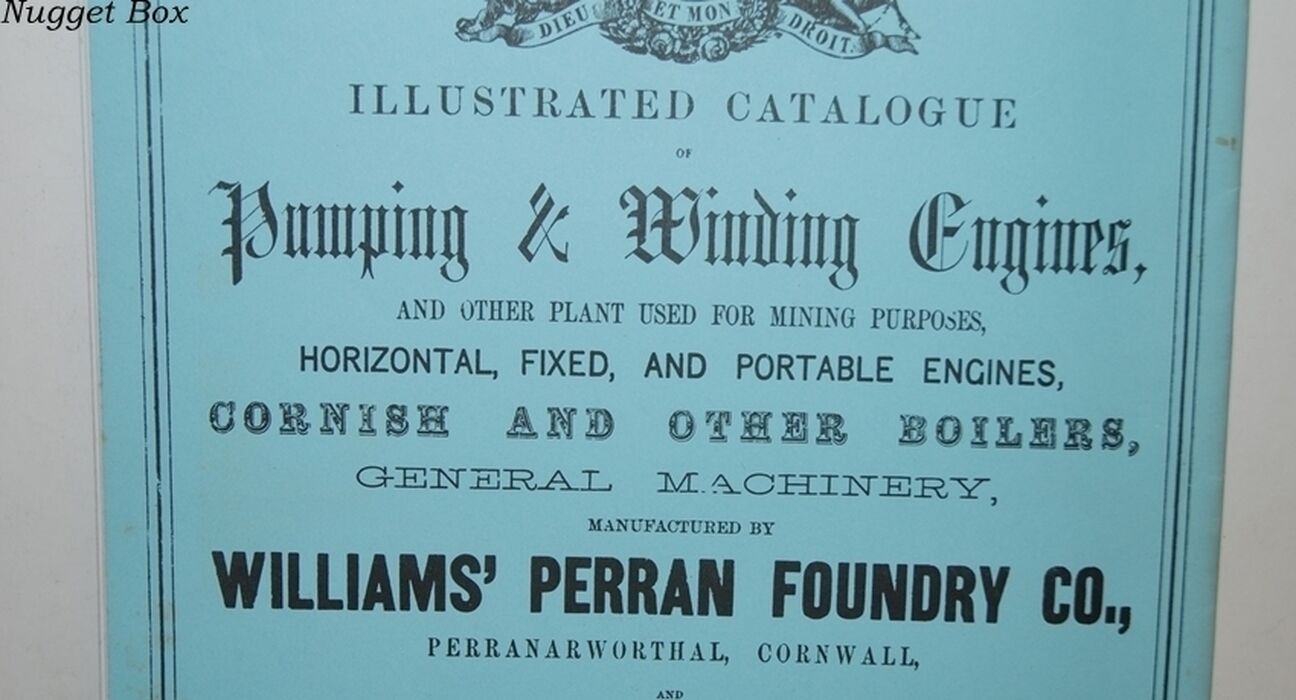 Nugget Box
DIEU ET MON DROIT.
ILLUSTRATED CATALOGUE
OF
Pumping & Winding Engines,
AND OTHER PLANT USED FOR MINING PURPOSES,
HORIZONTAL, FIXED, AND PORTABLE ENGINES,
CORNISH AND OTHER BOILERS,
GENERAL MACHINERY,
MANUFACTURED BY
WILLIAMS' PERRAN FOUNDRY CO.,
PERRANARWORTHAL, CORNWALL,
AND